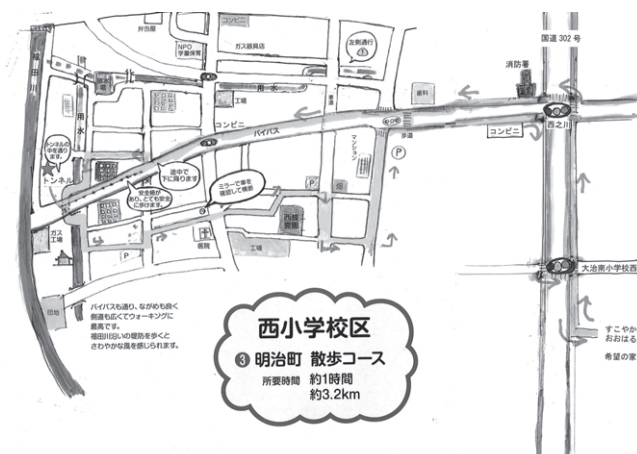 弁当屋
コンビニ
ガス器具店
NPO
学童保育
左側通行
国道302号
消防署
福田川
用水
用水
工場
歯科
コンビニ
バイパス
歩道
コンビニ
西之川
トンネルの
中を通り
ます。
トンネル
途中で
下に降ります
マンション
P
安全柵が
あり、とても安全
に歩けます。
ミラーで車を
確認して横断
P
畑
ガス
工場
医院
工場
P
大治南小学校西
団地
バイパスも通り、ながめも良く
側道も広くてウォーキングに
最高です。
福田川沿いの堤防を歩くと
さわやかな風を感じられます。
西小学校区
❸ 明治町 散歩コース
所要時間 約1時間
約3.2km
すこやか
おおはる
希望の家